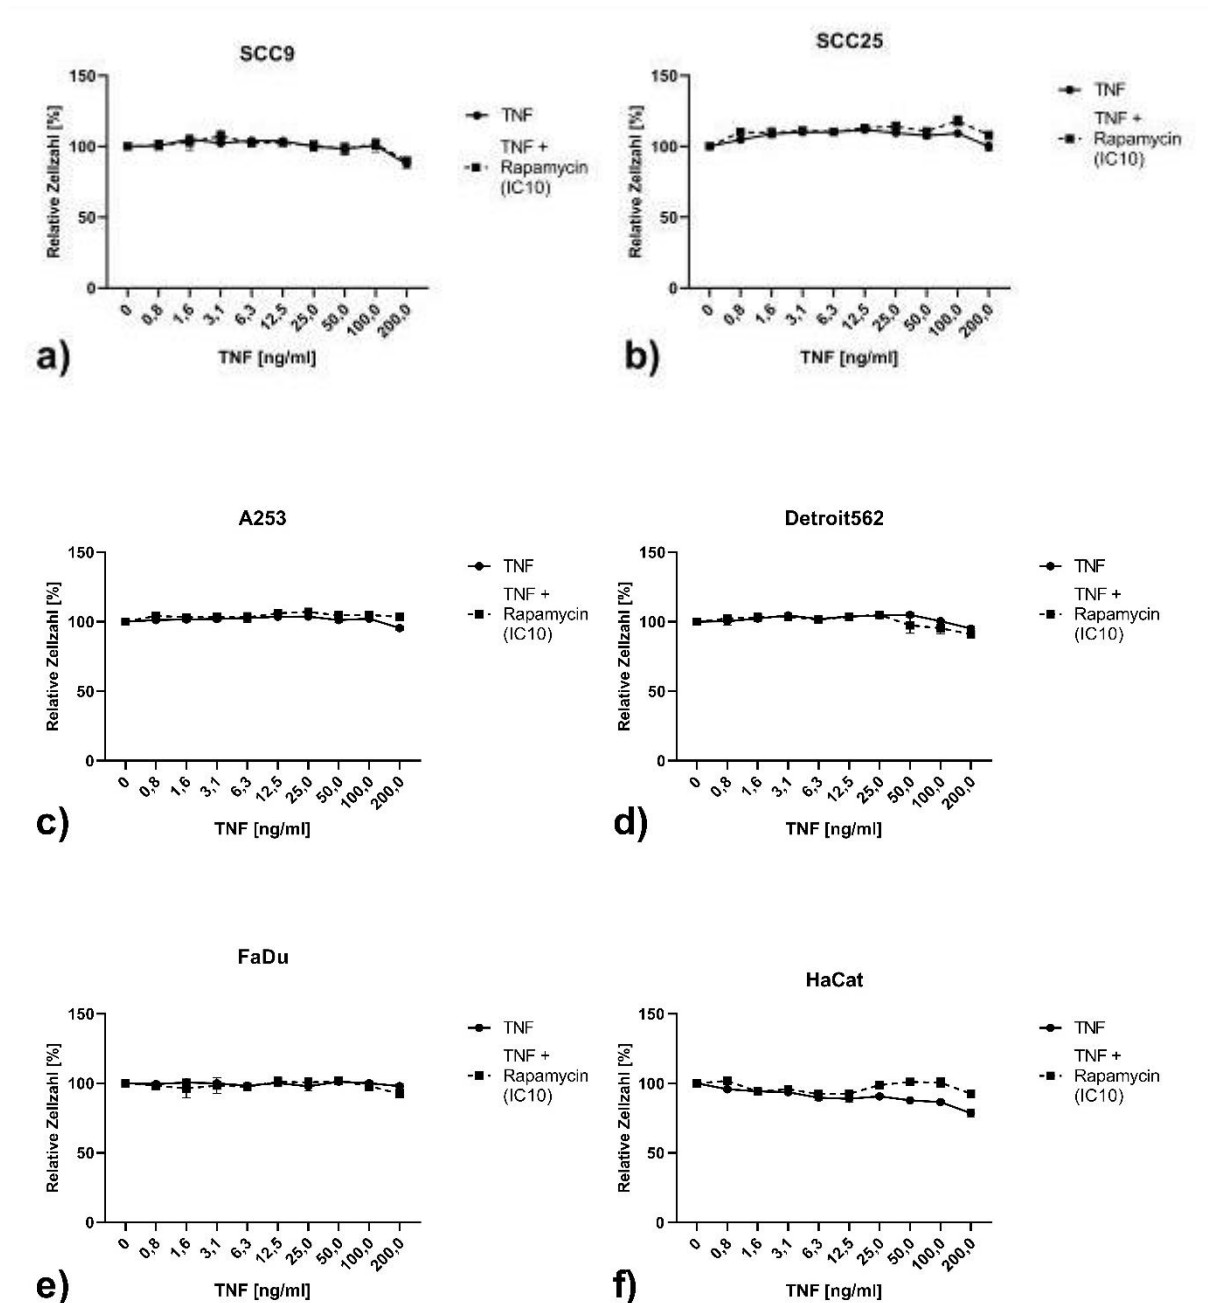 SCC9
150
100
50
0
Relative Zellzahl [%]
0 0,8 1,6 3,1 6,3 12,5 25,0 50,0 100,0 200,0
TNF [ng/ml]
TNF
TNF +
Rapamycin
(IC10)
a)
SCC25
150
100
50
0
Relative Zellzahl [%]
0 0,8 1,6 3,1 6,3 12,5 25,0 50,0 100,0 200,0
TNF [ng/ml]
TNF
TNF +
Rapamycin
(IC10)
b)
A253
150
100
50
0
Relative Zellzahl [%]
0 0,8 1,6 3,1 6,3 12,5 25,0 50,0 100,0 200,0
TNF [ng/ml]
TNF
TNF +
Rapamycin
(IC10)
c)
Detroit562
150
100
50
0
Relative Zellzahl [%]
0 0,8 1,6 3,1 6,3 12,5 25,0 50,0 100,0 200,0
TNF [ng/ml]
TNF
TNF +
Rapamycin
(IC10)
d)
FaDu
150
100
50
0
Relative Zellzahl [%]
0 0,8 1,6 3,1 6,3 12,5 25,0 50,0 100,0 200,0
TNF [ng/ml]
TNF
TNF +
Rapamycin
(IC10)
e)
HaCat
150
100
50
0
Relative Zellzahl [%]
0 0,8 1,6 3,1 6,3 12,5 25,0 50,0 100,0 200,0
TNF [ng/ml]
TNF
TNF +
Rapamycin
(IC10)
f)